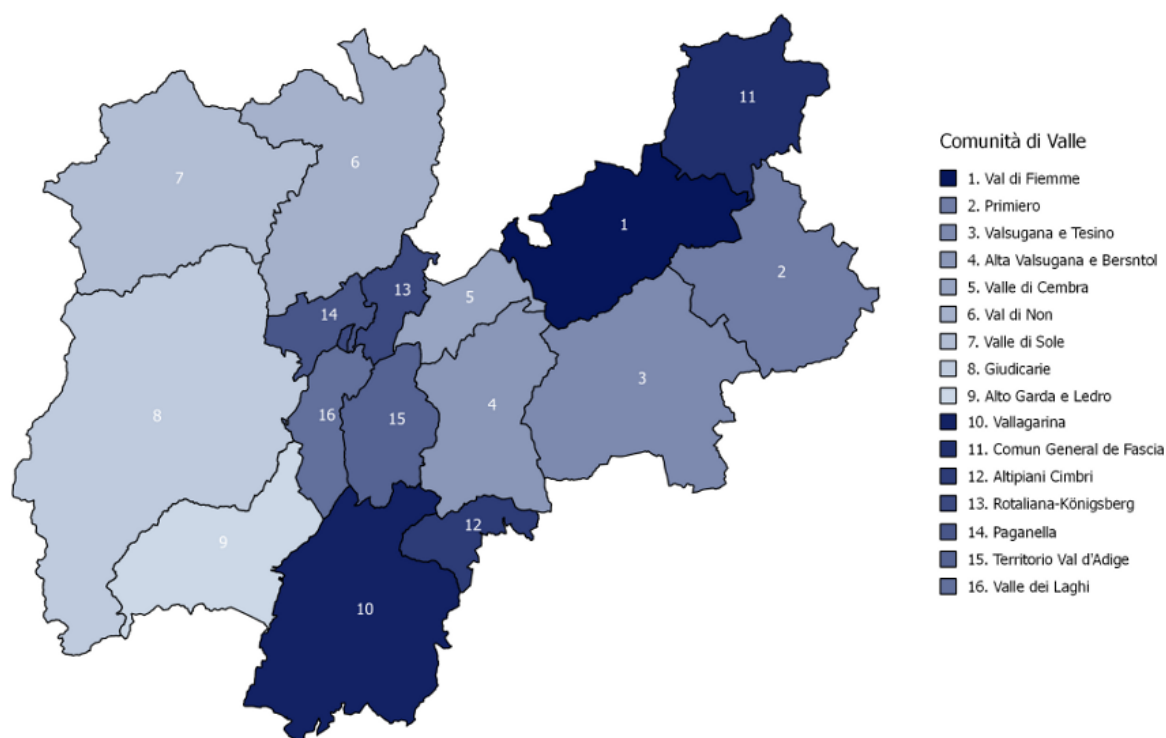 11
6
7
1
2
13
5
14
3
4
8
16
15
12
9
10
Comunità di Valle
1. Val di Fiemme
2. Primiero
3. Valsugana e Tesino
4. Alta Valsugana e Bersntol
5. Valle di Cembra
6. Val di Non
7. Valle di Sole
8. Giudicarie
9. Alto Garda e Ledro
10. Vallagarina
11. Comun General de Fascia
12. Altipiani Cimbri
13. Rotaliana-Königsberg
14. Paganella
15. Territorio Val d'Adige
16. Valle dei Laghi